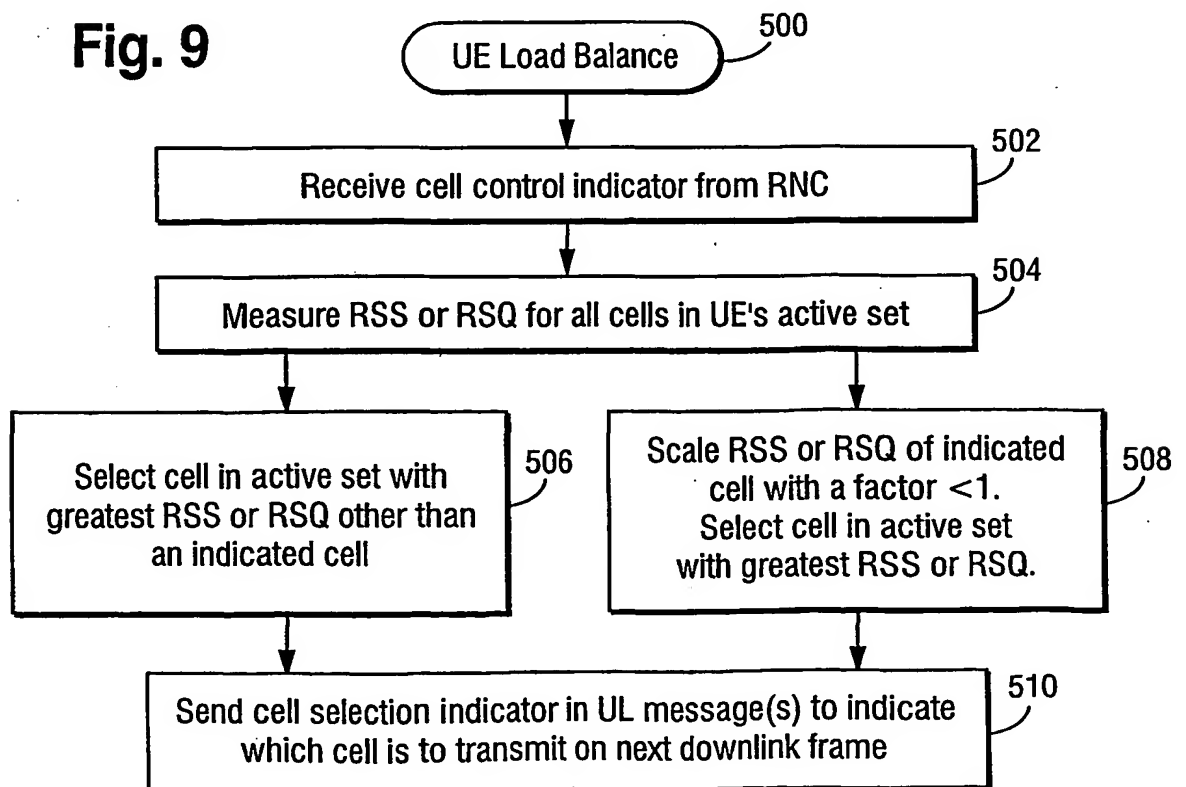 Fig. 9
UE Load Balance
500
502
Receive cell control indicator from RNC
504
Measure RSS or RSQ for all cells in UE's active set
Select cell in active set with
greatest RSS or RSQ other than
an indicated cell
506
Scale RSS or RSQ of indicated
cell with a factor <1.
Select cell in active set
with greatest RSS or RSQ.
508
Send cell selection indicator in UL message(s) to indicate
which cell is to transmit on next downlink frame
510